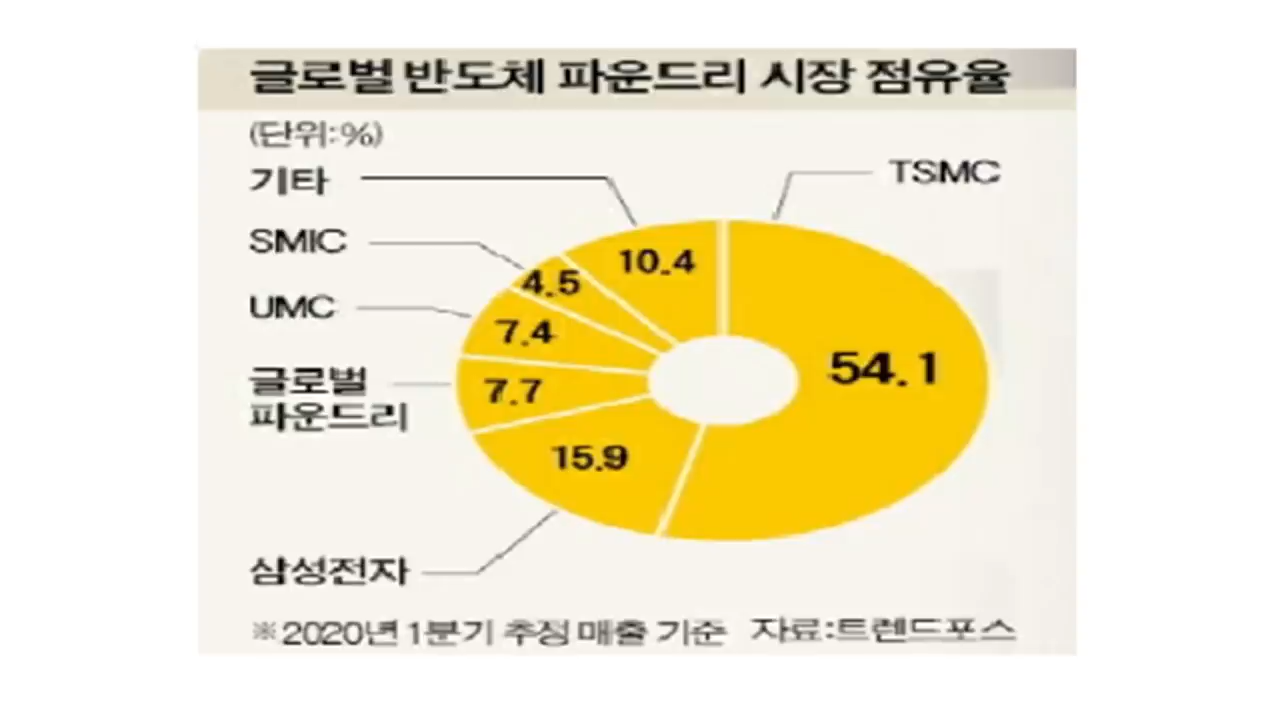 글로벌 반도체 파운드리 시장 점유율
(단위:%)
기타
TSMC
SMIC
UMC
글로벌
파운드리
삼성전자
10.4
4.5
7.4
7.7
15.9
54.1
※2020년 1분기 추정 매출 기준 자료:트렌드포스